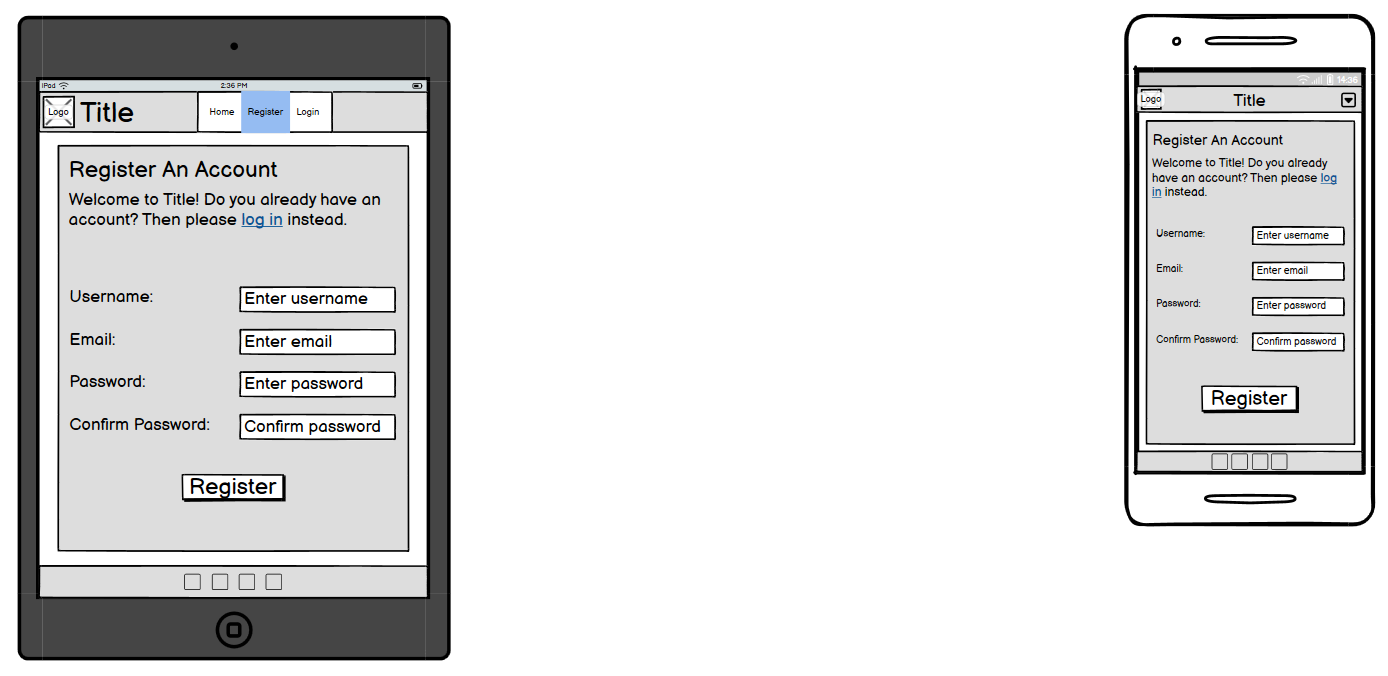 iPad 2:36 PM
Logo Title Home Register Login
Register An Account
Welcome to Title! Do you already have an
account? Then please log in instead.
Username: Enter username
Email: Enter email
Password: Enter password
Confirm Password: Confirm password
Register
14:36
Logo Title
Register An Account
Welcome to Title! Do you already
have an account? Then please log
in instead.
Username: Enter username
Email: Enter email
Password: Enter password
Confirm Password: Confirm password
Register